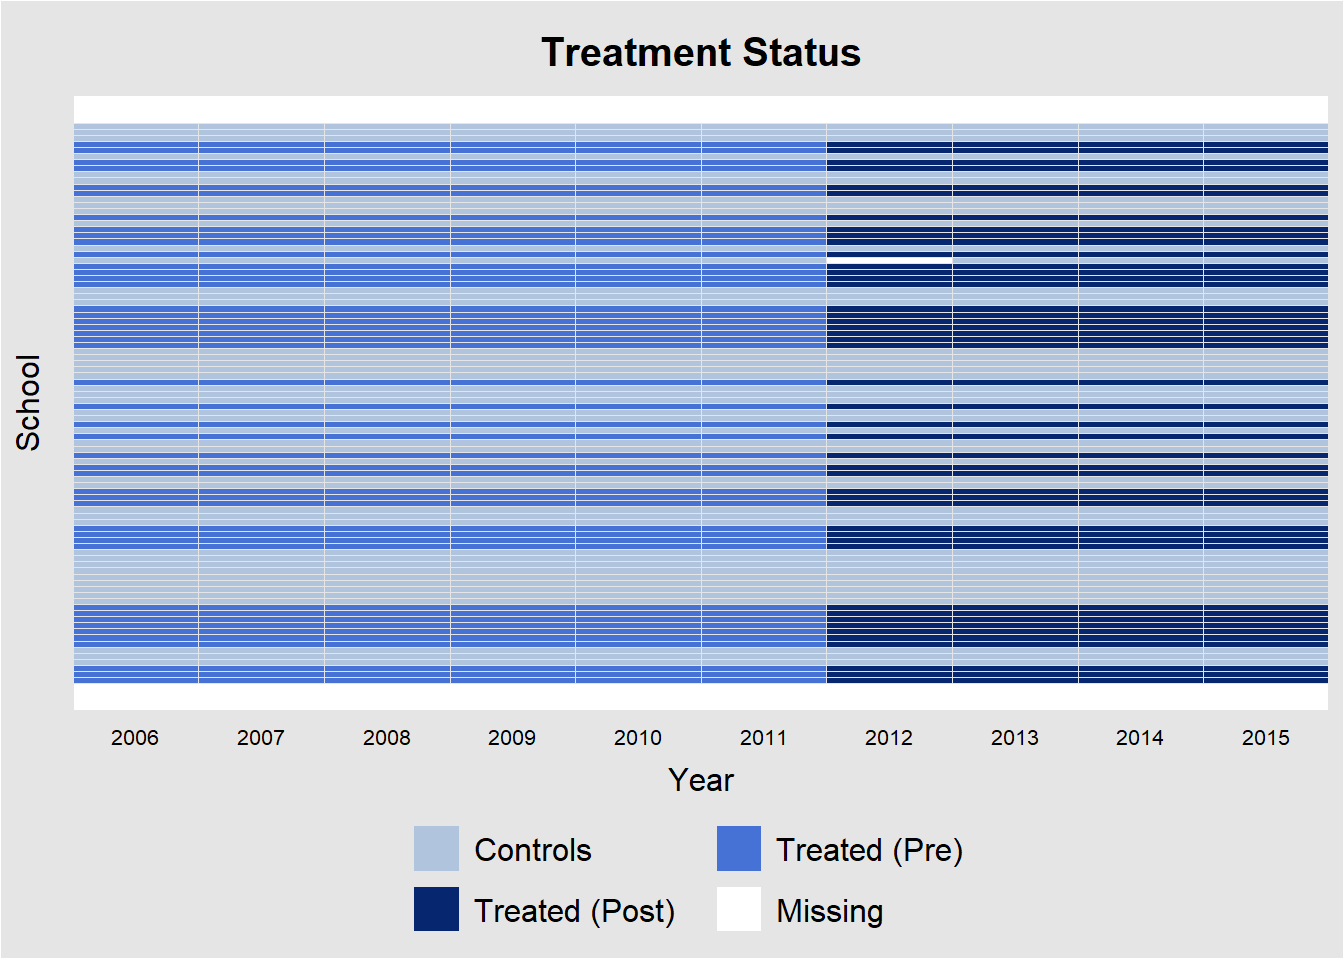 Treatment Status
School
2006 2007 2008 2009 2010 2011 2012 2013 2014 2015
Year
Controls Treated (Pre)
Treated (Post) Missing